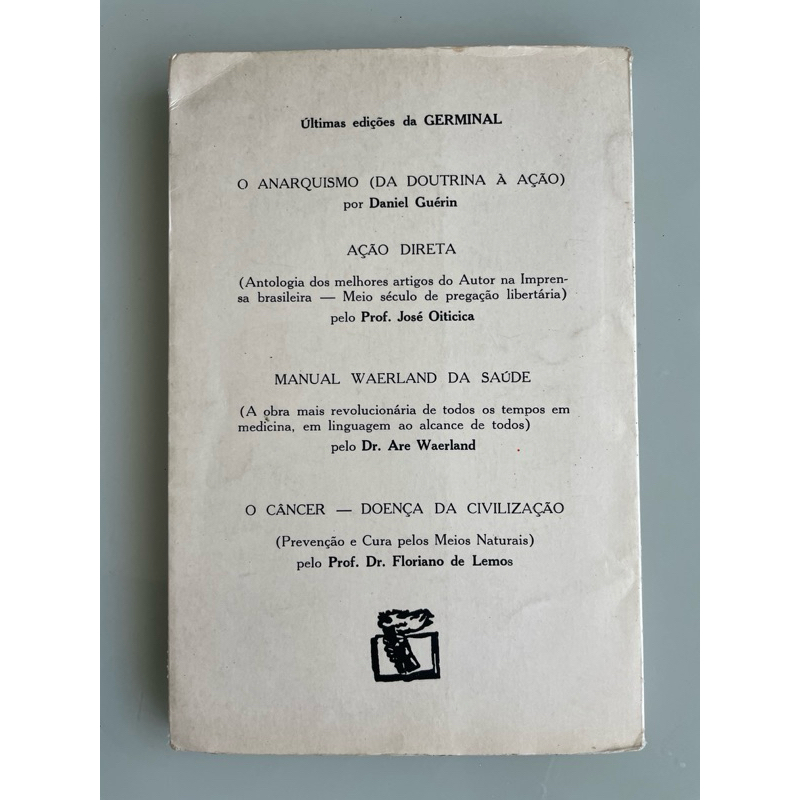 Últimas edições da GERMINAL
O ANARQUISMO (DA DOUTRINA À AÇÃO)
por Daniel Guérin
AÇÃO DIRETA
(Antologia dos melhores artigos do Autor na Impren-
sa brasileira — Meio século de pregação libertária)
pelo Prof. José Oiticica
MANUAL WAERLAND DA SAÚDE
(A obra mais revolucionária de todos os tempos em
medicina, em linguagem ao alcance de todos)
pelo Dr. Are Waerland
O CÂNCER — DOENÇA DA CIVILIZAÇÃO
(Prevenção e Cura pelos Meios Naturais)
pelo Prof. Dr. Floriano de Lemos